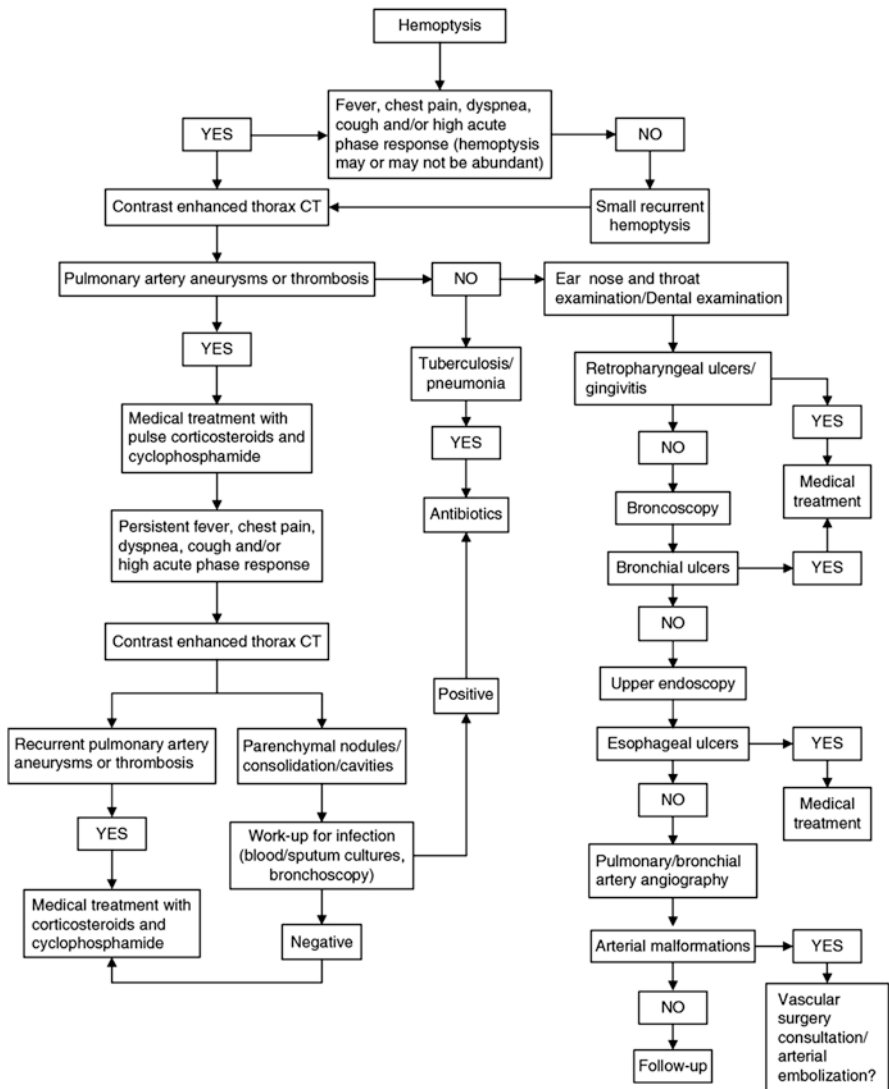 Hemoptysis
Fever, chest pain, dyspnea,
cough and/or high acute
phase response (hemoptysis
may or may not be abundant)
YES
NO
Contrast enhanced thorax CT
Small recurrent
hemoptysis
Pulmonary artery aneurysms or thrombosis
NO
Ear nose and throat
examination/Dental examination
YES
Tuberculosis/
pneumonia
Retropharyngeal ulcers/
gingivitis
Medical treatment with
pulse corticosteroids and
cyclophosphamide
YES
NO
YES
Medical
treatment
Persistent fever, chest pain,
dyspnea, cough and/or
high acute phase response
Antibiotics
Broncoscopy
Bronchial ulcers
YES
Contrast enhanced thorax CT
NO
Positive
Upper endoscopy
Recurrent pulmonary artery
aneurysms or thrombosis
Parenchymal nodules/
consolidation/cavities
Esophageal ulcers
YES
Medical
treatment
YES
Work-up for infection
(blood/sputum cultures,
bronchoscopy)
NO
Pulmonary/bronchial
artery angiography
Medical treatment with
corticosteroids and
cyclophosphamide
Negative
Arterial malformations
YES
NO
Vascular
surgery
consultation/
arterial
embolization?
Follow-up